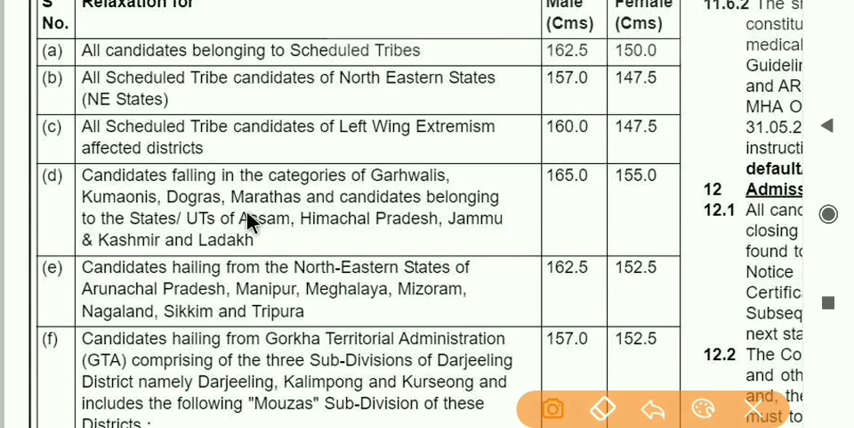 S Relaxation for Male Female
No. (Cms) (Cms)
(a) All candidates belonging to Scheduled Tribes 162.5 150.0
(b) All Scheduled Tribe candidates of North Eastern States 157.0 147.5
(NE States)
(c) All Scheduled Tribe candidates of Left Wing Extremism 160.0 147.5
affected districts
(d) Candidates falling in the categories of Garhwalis, 165.0 155.0
Kumaonis, Dogras, Marathas and candidates belonging
to the States/ UTs of Assam, Himachal Pradesh, Jammu
& Kashmir and Ladakh
(e) Candidates hailing from the North-Eastern States of 162.5 152.5
Arunachal Pradesh, Manipur, Meghalaya, Mizoram,
Nagaland, Sikkim and Tripura
(f) Candidates hailing from Gorkha Territorial Administration 157.0 152.5
(GTA) comprising of the three Sub-Divisions of Darjeeling
District namely Darjeeling, Kalimpong and Kurseong and
includes the following "Mouzas" Sub-Division of these
Districts :
11.6.2 The
constitu
medical
Guidelin
and AR
MHA O
31.05.2
instructi
default
12 Admiss
12.1 All canc
closing
found to
Notice
Certific
Subseq
next sta
12.2 The Co
and oth
and, the
must to